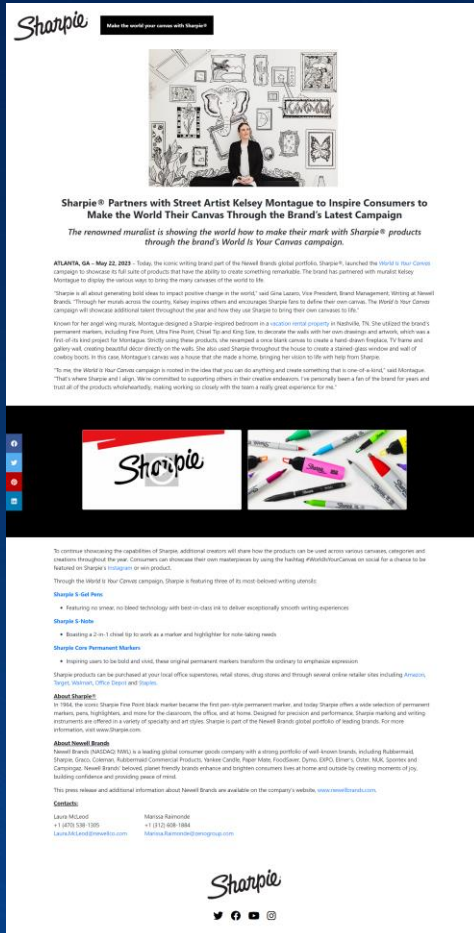 Sharpie
Make the world your canvas with Sharpie®
Sharpie® Partners with Street Artist Kelsey Montague to Inspire Consumers to
Make the World Their Canvas Through the Brand's Latest Campaign
The renowned muralist is showing the world how to make their mark with Sharpie® products
through the brand's World Is Your Canvas campaign.
ATLANTA, GA – May 22, 2023 – Today, the iconic writing brand part of the Newell Brands global portfolio, Sharpie®, launched the World Is Your Canvas
campaign to showcase its full suite of products that have the ability to create something remarkable. The brand has partnered with muralist Kelsey
Montague to display the various ways to bring the many canvases of the world to life.
"Sharpie is all about generating bold ideas to impact positive change in the world," said Gina Lazaro, Vice President, Brand Management, Writing at Newell
Brands. "Through her murals across the country, Kelsey inspires others and encourages Sharpie fans to define their own canvas. The World Is Your Canvas
campaign will showcase additional talent throughout the year and how they use Sharpie to bring their own canvases to life."
Known for her angel wing murals, Montague designed a Sharpie-inspired bedroom in a vacation rental property in Nashville, TN. She utilized the brand's
permanent markers, including Fine Point, Ultra Fine Point, Chisel Tip and King Size, to decorate the walls with her own drawings and artwork, which was a
first-of-its kind project for Montague. Strictly using these products, she revamped a once blank canvas to create a hand-drawn fireplace, TV frame and
gallery wall, creating beautiful décor directly on the walls. She also used Sharpie throughout the house to create a stained-glass window and wall of
cowboy boots. In this case, Montague's canvas was a house that she made a home, bringing her vision to life with help from Sharpie.
"To me, the World Is Your Canvas campaign is rooted in the idea that you can do anything and create something that is one-of-a-kind," said Montague.
"That's where Sharpie and I align. We're committed to supporting others in their creative endeavors. I've personally been a fan of the brand for years and
trust all of the products wholeheartedly, making working so closely with the team a really great experience for me."
Sharpie
Sharpie
To continue showcasing the capabilities of Sharpie, additional creators will share how the products can be used across various canvases, categories and
creations throughout the year. Consumers can showcase their own masterpieces by using the hashtag #WorldIsYourCanvas on social for a chance to be
featured on Sharpie's Instagram or win product.
Through the World Is Your Canvas campaign, Sharpie is featuring three of its most-beloved writing utensils:
Sharpie S-Gel Pens
• Featuring no smear, no bleed technology with best-in-class ink to deliver exceptionally smooth writing experiences
Sharpie S-Note
• Boasting a 2-in-1 chisel tip to work as a marker and highlighter for note-taking needs
Sharpie Core Permanent Markers
• Inspiring users to be bold and vivid, these original permanent markers transform the ordinary to emphasize expression
Sharpie products can be purchased at your local office superstores, retail stores, drug stores and through several online retailer sites including Amazon,
Target, Walmart, Office Depot and Staples.
About Sharpie®
In 1964, the iconic Sharpie Fine Point black marker became the first pen-style permanent marker, and today Sharpie offers a wide selection of permanent
markers, pens, highlighters, and more for the classroom, the office, and at home. Designed for precision and performance, Sharpie marking and writing
instruments are offered in a variety of specialty and art styles. Sharpie is part of the Newell Brands global portfolio of leading brands. For more
information, visit www.Sharpie.com.
About Newell Brands
Newell Brands (NASDAQ: NWL) is a leading global consumer goods company with a strong portfolio of well-known brands, including Rubbermaid,
Sharpie, Graco, Coleman, Rubbermaid Commercial Products, Yankee Candle, Paper Mate, FoodSaver, Dymo, EXPO, Elmer's, Oster, NUK, Spontex and
Campingaz. Newell Brands' beloved, planet friendly brands enhance and brighten consumers lives at home and outside by creating moments of joy,
building confidence and providing peace of mind.
This press release and additional information about Newell Brands are available on the company's website, www.newellbrands.com.
Contacts:
Laura McLeod Marissa Raimonde
+1 (470) 538-1305 +1 (312) 608-1884
Laura.McLeod@newellco.com Marissa.Raimonde@zenogroup.com
Sharpie